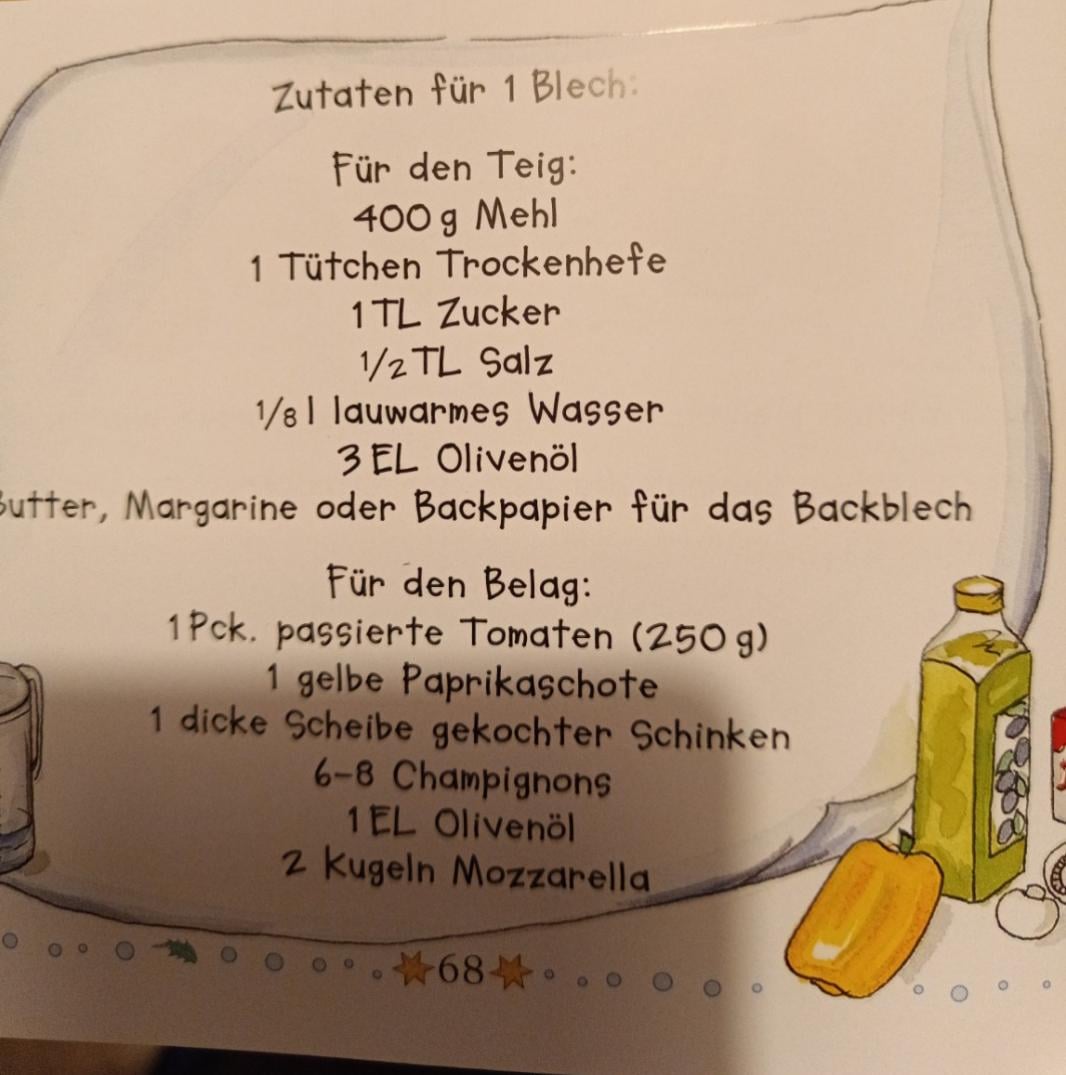 Zutaten für 1 Blech:
Für den Teig:
400 g Mehl
1 Tütchen Trockenhefe
1 TL Zucker
1/2 TL Salz
1/8 l lauwarmes Wasser
3 EL Olivenöl
Butter, Margarine oder Backpapier für das Backblech
Für den Belag:
1 Pck. passierte Tomaten (250 g)
1 gelbe Paprikaschote
1 dicke Scheibe gekochter Schinken
6-8 Champignons
1 EL Olivenöl
2 Kugeln Mozzarella
68